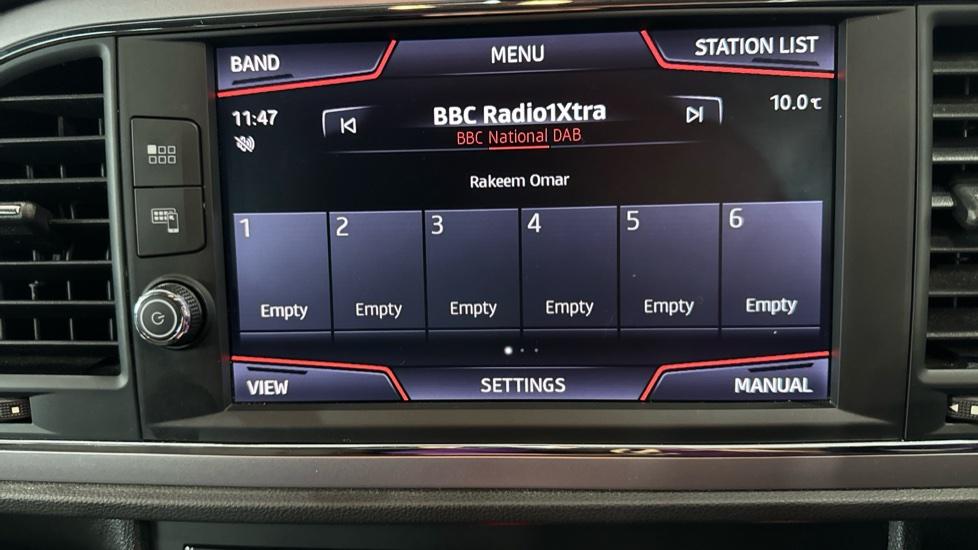 BAND
MENU
STATION LIST
11:47
BBC Radio1Xtra
10.0°C
BBC National DAB
Rakeem Omar
1 2 3 4 5 6
Empty Empty Empty Empty Empty Empty
VIEW
SETTINGS
MANUAL